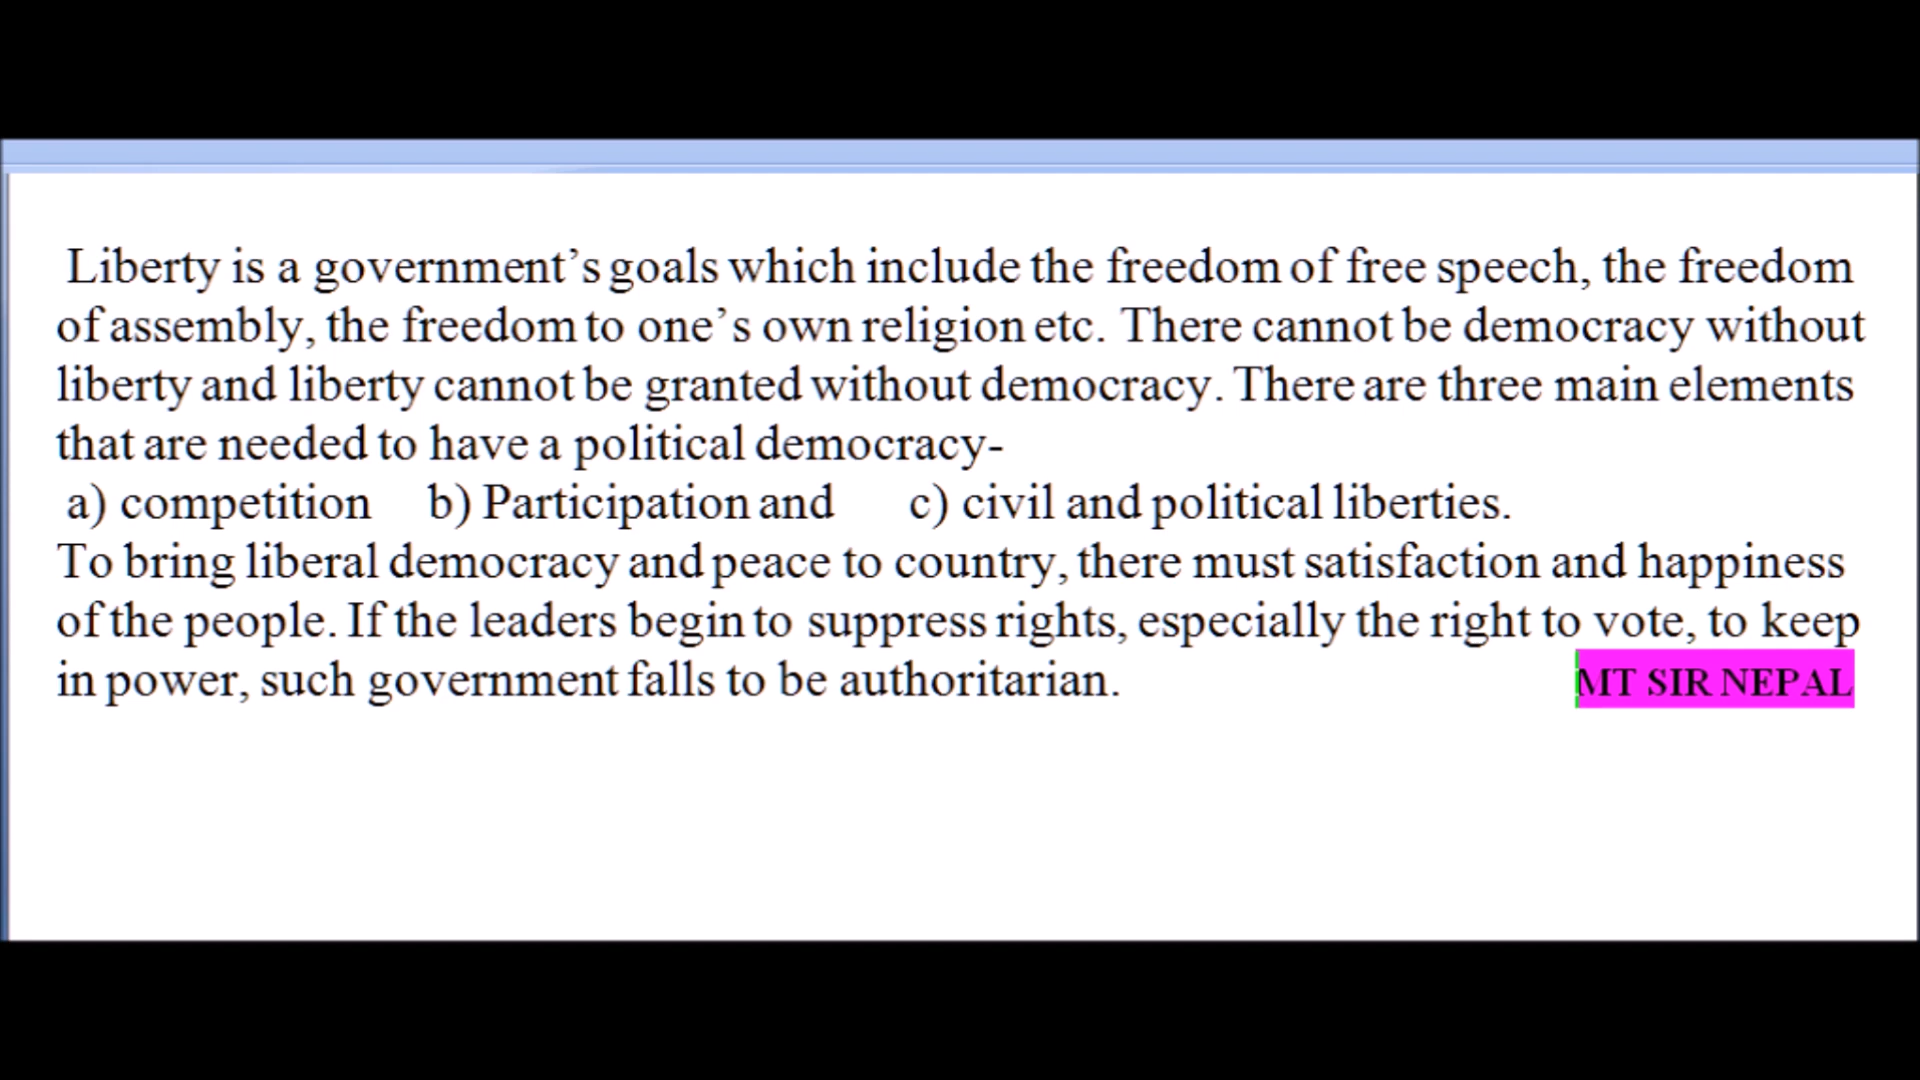 Liberty is a government’s goals which include the freedom of free speech, the freedom
of assembly, the freedom to one’s own religion etc. There cannot be democracy without
liberty and liberty cannot be granted without democracy. There are three main elements
that are needed to have a political democracy-
a) competition b) Participation and c) civil and political liberties.
To bring liberal democracy and peace to country, there must satisfaction and happiness
of the people. If the leaders begin to suppress rights, especially the right to vote, to keep
in power, such government falls to be authoritarian. MT SIR NEPAL